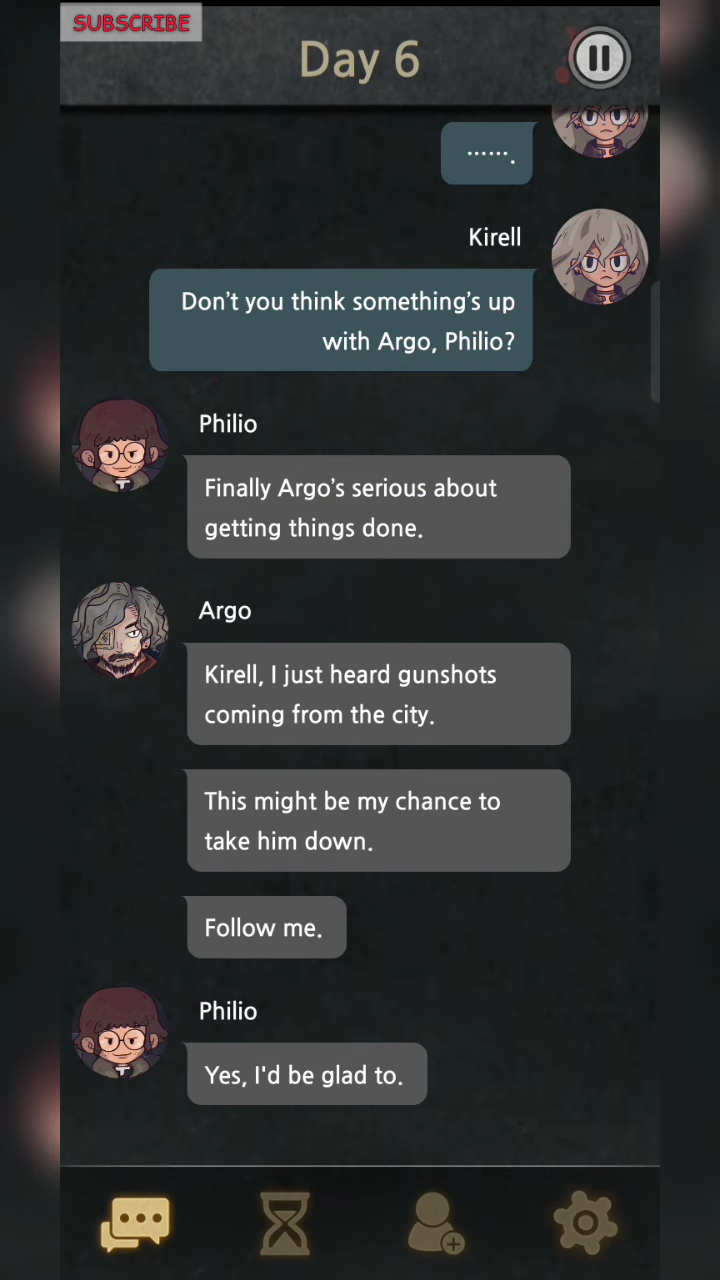 SUBSCRIBE
Day 6
.......
Kirell
Don't you think something's up
with Argo, Philio?
Philio
Finally Argo's serious about
getting things done.
Argo
Kirell, I just heard gunshots
coming from the city.
This might be my chance to
take him down.
Follow me.
Philio
Yes, I'd be glad to.